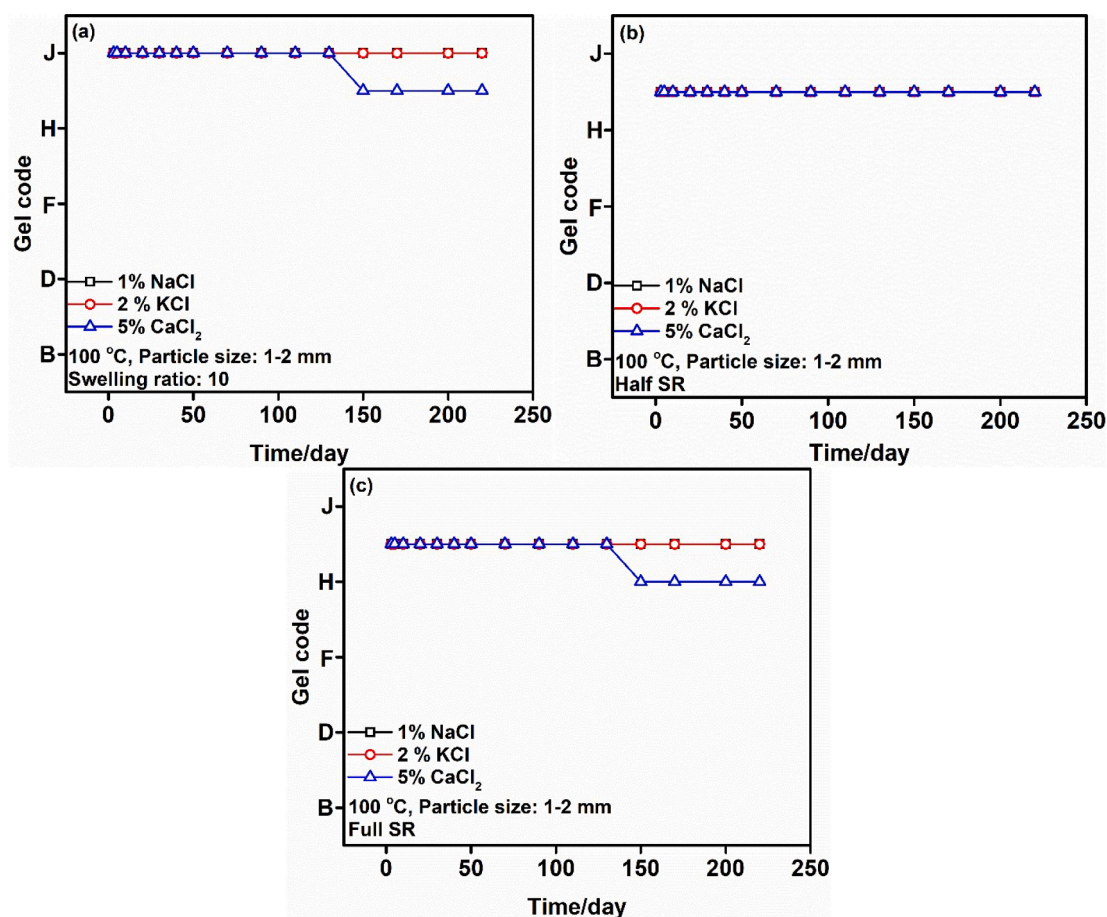 (a)
J
H
F
D
B
Gel code
1% NaCl
2 % KCl
5% CaCl₂
100 °C, Particle size: 1-2 mm
Swelling ratio: 10
0 50 100 150 200 250
Time/day
(b)
J
H
F
D
B
Gel code
1% NaCl
2 % KCl
5% CaCl₂
100 °C, Particle size: 1-2 mm
Half SR
0 50 100 150 200 250
Time/day
(c)
J
H
F
D
B
Gel code
1% NaCl
2 % KCl
5% CaCl₂
100 °C, Particle size: 1-2 mm
Full SR
0 50 100 150 200 250
Time/day